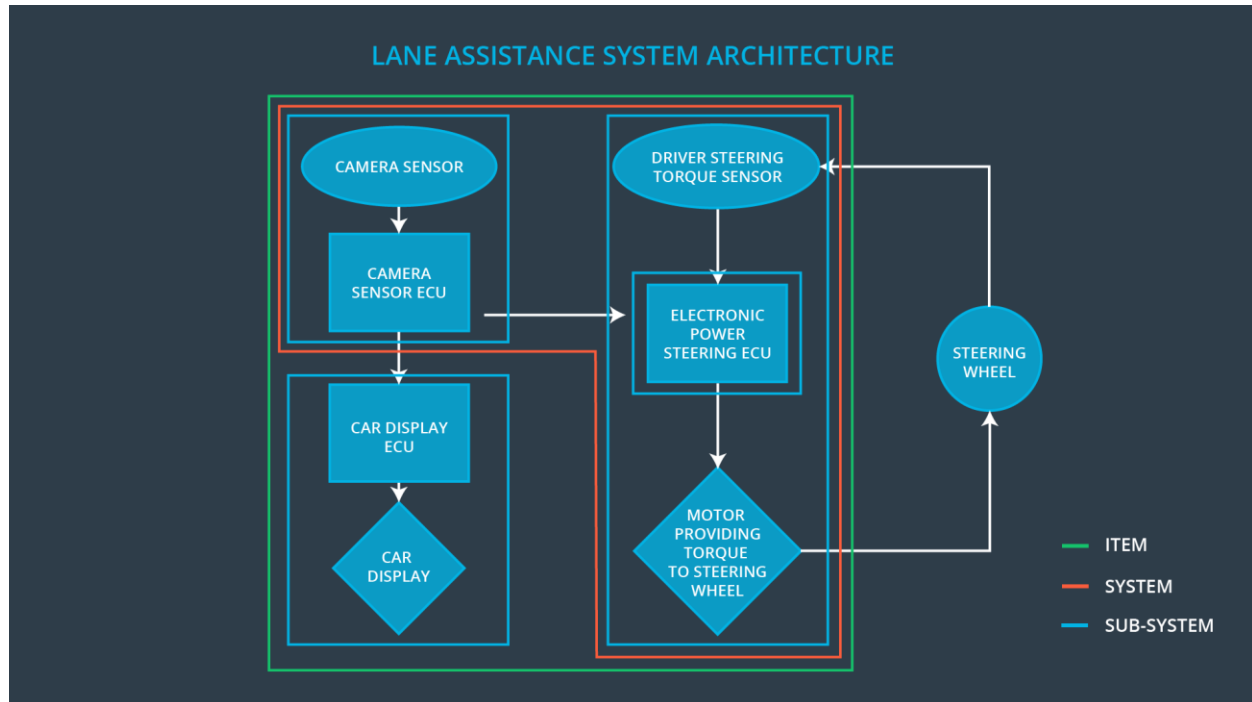 LANE ASSISTANCE SYSTEM ARCHITECTURE
CAMERA SENSOR
CAMERA
SENSOR ECU
CAR DISPLAY
ECU
CAR
DISPLAY
DRIVER STEERING
TORQUE SENSOR
ELECTRONIC
POWER
STEERING ECU
MOTOR
PROVIDING
TORQUE
TO STEERING
WHEEL
STEERING
WHEEL
ITEM
SYSTEM
SUB-SYSTEM